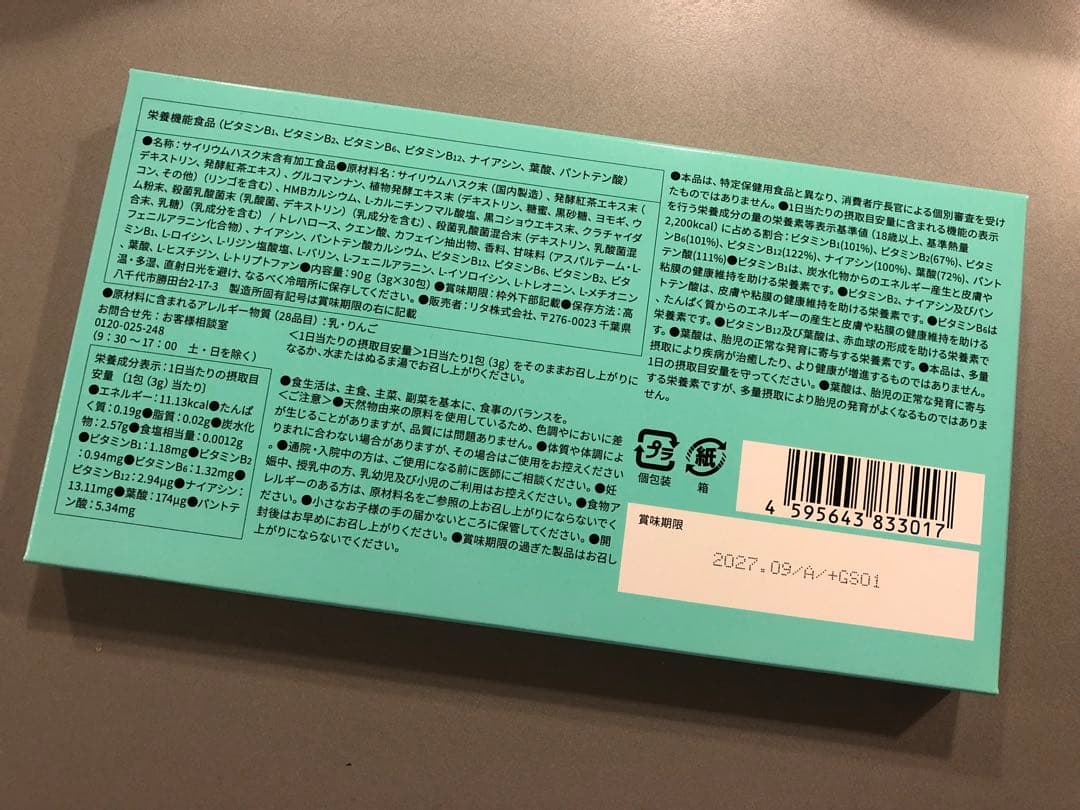 栄養機能食品（ビタミンB1、ビタミンB2、ビタミンB6、ビタミンB12、ナイアシン、葉酸、パントテン酸）
●名称：サイリウムハスク末含有加工食品●原材料名：サイリウムハスク末（国内製造）、発酵紅茶エキス末（
デキストリン、発酵紅茶エキス）、グルコマンナン、植物発酵エキス末（デキストリン、糖蜜、黒砂糖、ヨモギ、ウ
コン、その他）（リンゴを含む）、HMBカルシウム、L-カルニチンフマル酸塩、黒コショウエキス末、クラチャイダ
ム粉末、殺菌乳酸菌末（乳酸菌、デキストリン）（乳成分を含む）、殺菌乳酸菌混合末（デキストリン、乳酸菌混
合末、乳糖）（乳成分を含む）／トレハロース、クエン酸、カフェイン抽出物、香料、甘味料（アスパルテーム・L-
フェニルアラニン化合物）、ナイアシン、パントテン酸カルシウム、ビタミンB12、ビタミンB6、ビタミンB2、ビタ
ミンB1、L-ロイシン、L-リジン塩酸塩、L-バリン、L-フェニルアラニン、L-イソロイシン、L-トレオニン、L-メチオニン
、葉酸、L-ヒスチジン、L-トリプトファン●内容量：90g（3g×30包）●賞味期限：枠外下部記載●保存方法：高
温・多湿、直射日光を避け、なるべく冷暗所に保存してください。●販売者：リタ株式会社、〒276-0023 千葉県
八千代市勝田台2-17-3　製造所固有記号は賞味期限の右に記載
●原材料に含まれるアレルギー物質（28品目）：乳・りんご
お問合せ先：お客様相談室
0120-025-248
（9：30～17：00　土・日を除く）
＜1日当たりの摂取目安量＞1日当たり1包（3g）をそのままお召し上がりに
なるか、水またはぬるま湯でお召し上がりください。
栄養成分表示：1日当たりの摂取目
安量〔1包（3g）当たり〕
●エネルギー：11.13kcal●たんぱ
く質：0.19g●脂質：0.02g●炭水化
物：2.57g●食塩相当量：0.0012g
●ビタミンB1：1.18mg●ビタミンB2
：0.94mg●ビタミンB6：1.32mg●
ビタミンB12：2.94μg●ナイアシン：
13.11mg●葉酸：174μg●パントテ
ン酸：5.34mg
●食生活は、主食、主菜、副菜を基本に、食事のバランスを。
＜ご注意＞●天然物由来の原料を使用しているため、色調やにおいに差
が生じることがありますが、品質には問題ありません。●体質や体調によ
りまれに合わない場合がありますが、その場合はご使用をお控えください
。●通院・入院中の方は、ご使用になる前に医師にご相談ください。●妊
娠中、授乳中の方、乳幼児及び小児のご利用はお控えください。●食物ア
レルギーのある方は、原材料名をご参照の上お召し上がりにならないでく
ださい。●小さなお子様の手の届かないところに保管してください。●開
封後はお早めにお召し上がりください。●賞味期限の過ぎた製品はお召し
上がりにならないでください。
●本品は、特定保健用食品と異なり、消費者庁長官による個別審査を受け
たものではありません。●1日当たりの摂取目安量に含まれる機能の表示
を行う栄養成分の量の栄養素等表示基準値（18歳以上、基準熱量
2,200kcal）に占める割合：ビタミンB1(101%)、ビタミンB2(67%)、ビタミ
ンB6(101%)、ビタミンB12(122%)、ナイアシン(100%)、葉酸(72%)、パント
テン酸(111%)●ビタミンB1は、炭水化物からのエネルギー産生と皮膚や
粘膜の健康維持を助ける栄養素です。●ビタミンB2、ナイアシン及びパン
トテン酸は、皮膚や粘膜の健康維持を助ける栄養素です。●ビタミンB6は
、たんぱく質からのエネルギーの産生と皮膚や粘膜の健康維持を助ける
栄養素です。●ビタミンB12及び葉酸は、赤血球の形成を助ける栄養素で
す。●葉酸は、胎児の正常な発育に寄与する栄養素です。●本品は、多量
摂取により疾病が治癒したり、より健康が増進するものではありません。
1日の摂取目安量を守ってください。●葉酸は、胎児の正常な発育に寄与
する栄養素ですが、多量摂取により胎児の発育がよくなるものではありま
せん。
プラ
個包装
紙
箱
4 595643 833017
賞味期限
2027.09/A/+GS01